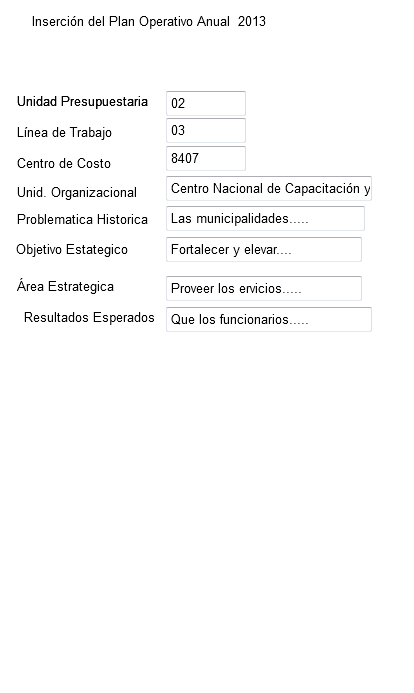 Inserción del Plan Operativo Anual 2013
Unidad Presupuestaria 02
Línea de Trabajo 03
Centro de Costo 8407
Unid. Organizacional Centro Nacional de Capacitación y
Problematica Historica Las municipalidades.....
Objetivo Estategico Fortalecer y elevar....
Área Estrategica Proveer los ervicios.....
Resultados Esperados Que los funcionarios.....